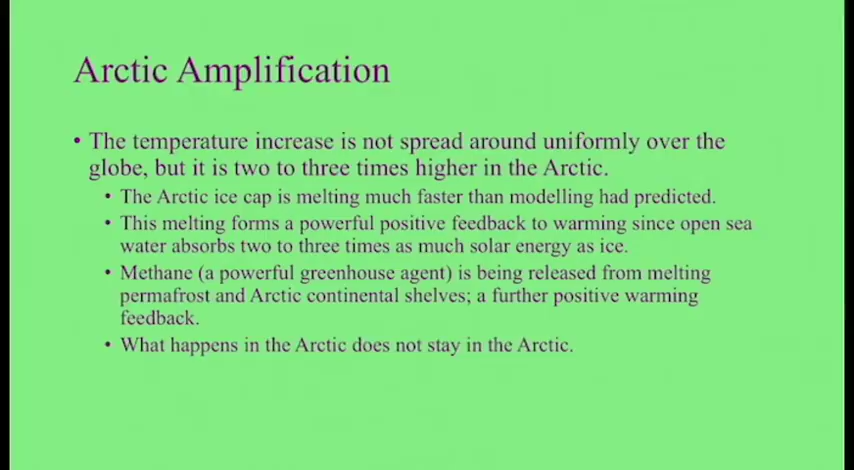 Arctic Amplification
• The temperature increase is not spread around uniformly over the
globe, but it is two to three times higher in the Arctic.
• The Arctic ice cap is melting much faster than modelling had predicted.
• This melting forms a powerful positive feedback to warming since open sea
water absorbs two to three times as much solar energy as ice.
• Methane (a powerful greenhouse agent) is being released from melting
permafrost and Arctic continental shelves; a further positive warming
feedback.
• What happens in the Arctic does not stay in the Arctic.